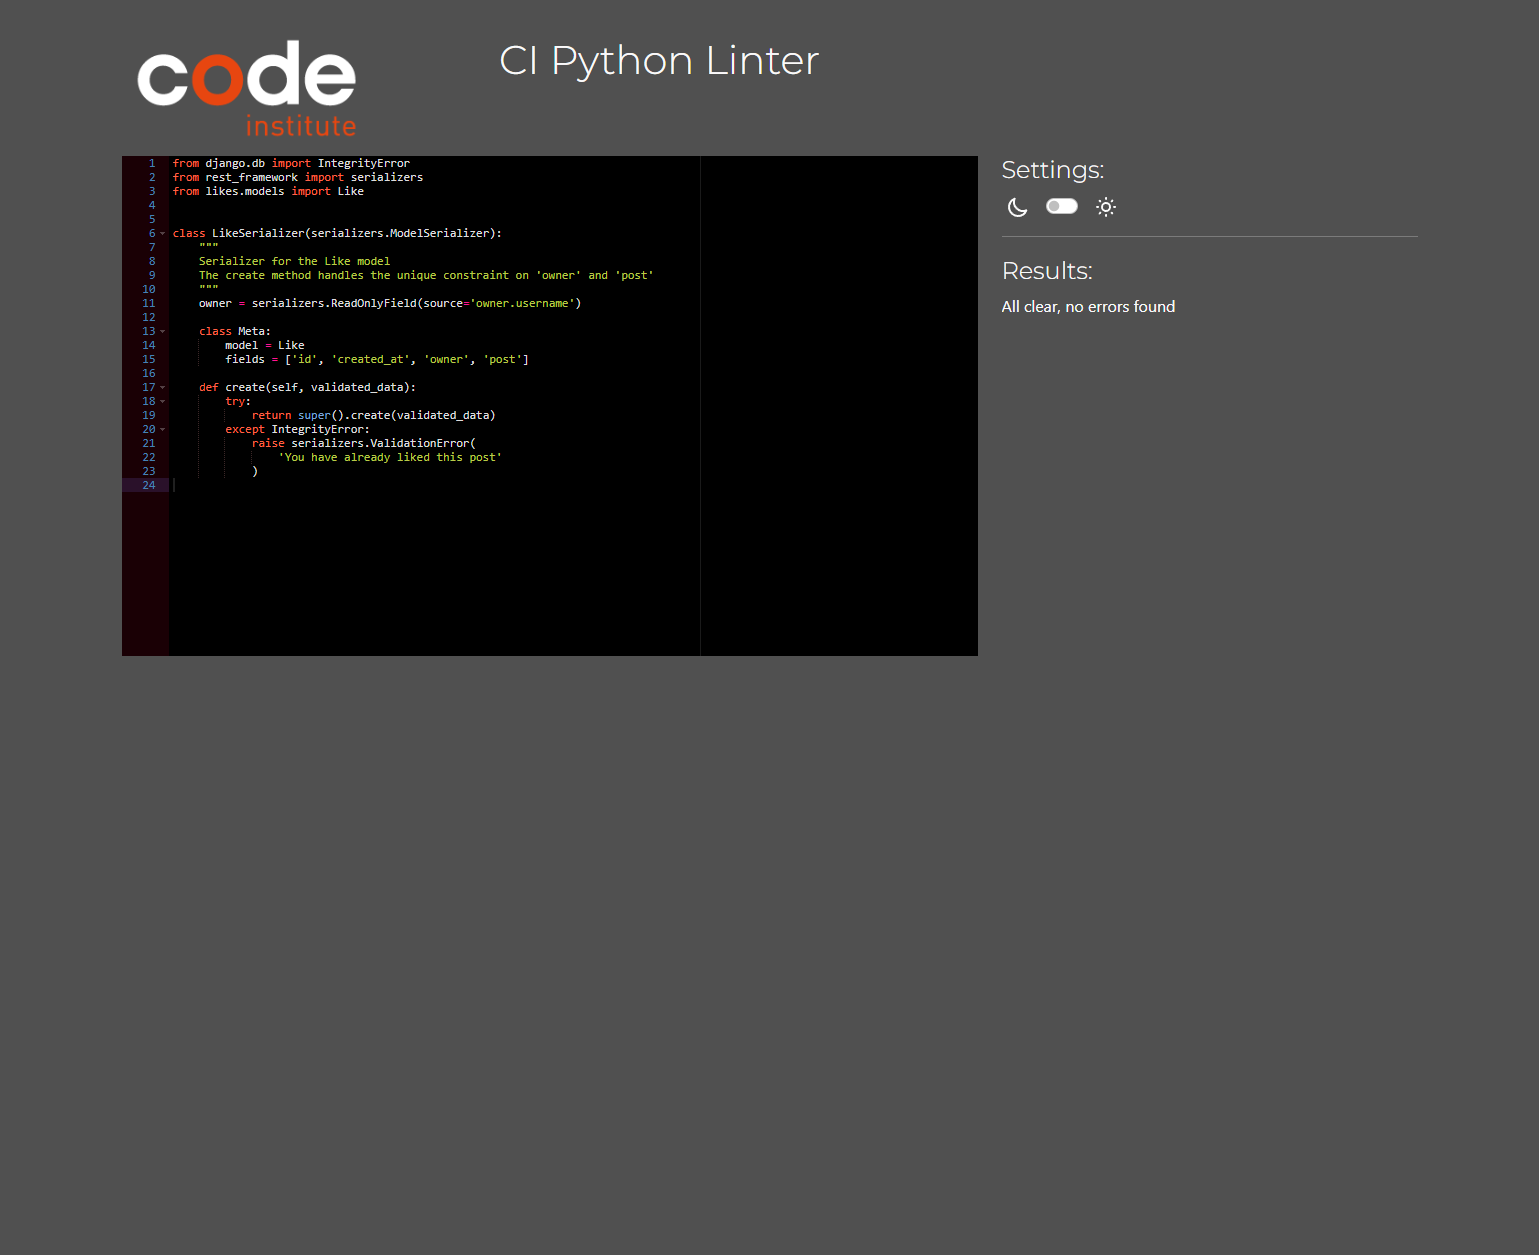 code
institute
CI Python Linter
1 from django.db import IntegrityError
2 from rest_framework import serializers
3 from likes.models import Like
4
5
6 class LikeSerializer(serializers.ModelSerializer):
7     """
8     Serializer for the Like model
9     The create method handles the unique constraint on 'owner' and 'post'
10     """
11     owner = serializers.ReadOnlyField(source='owner.username')
12
13     class Meta:
14         model = Like
15         fields = ['id', 'created_at', 'owner', 'post']
16
17     def create(self, validated_data):
18         try:
19             return super().create(validated_data)
20         except IntegrityError:
21             raise serializers.ValidationError(
22                 'You have already liked this post'
23             )
24
Settings:
Results:
All clear, no errors found